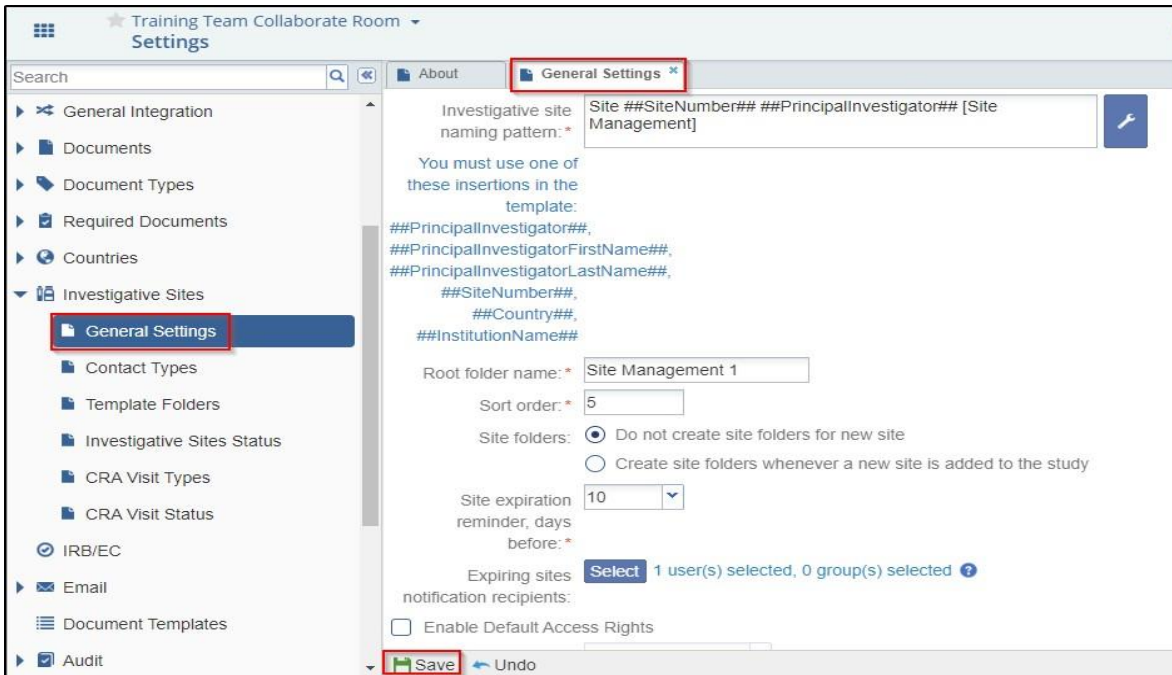 Training Team Collaborate Room
Settings
Search
General Integration
Documents
Document Types
Required Documents
Countries
Investigative Sites
General Settings
Contact Types
Template Folders
Investigative Sites Status
CRA Visit Types
CRA Visit Status
IRB/EC
Email
Document Templates
Audit
About
General Settings
Investigative site
naming pattern:*
Site ##SiteNumber## ##PrincipalInvestigator## [Site
Management]
You must use one of
these insertions in the
template:
##PrincipalInvestigator##,
##PrincipalInvestigatorFirstName##,
##PrincipalInvestigatorLastName##,
##SiteNumber##,
##Country##,
##InstitutionName##
Root folder name:* Site Management 1
Sort order:* 5
Site folders: Do not create site folders for new site
Create site folders whenever a new site is added to the study
Site expiration
reminder, days
before:*
10
Expiring sites
notification recipients:
Select 1 user(s) selected, 0 group(s) selected ?
Enable Default Access Rights
Save Undo